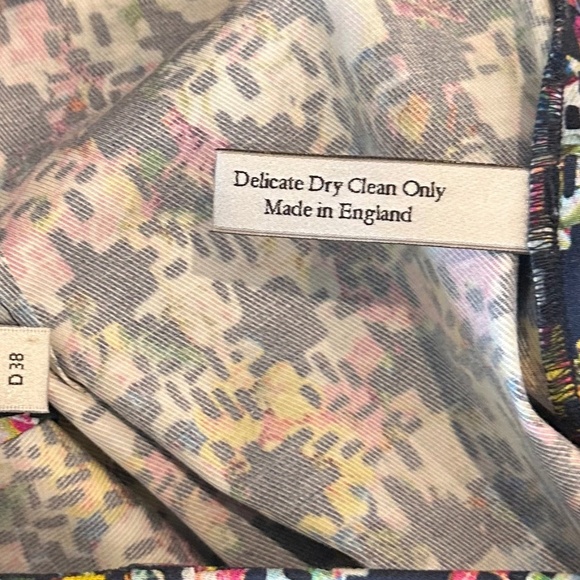 Delicate Dry Clean Only
Made in England
D 38